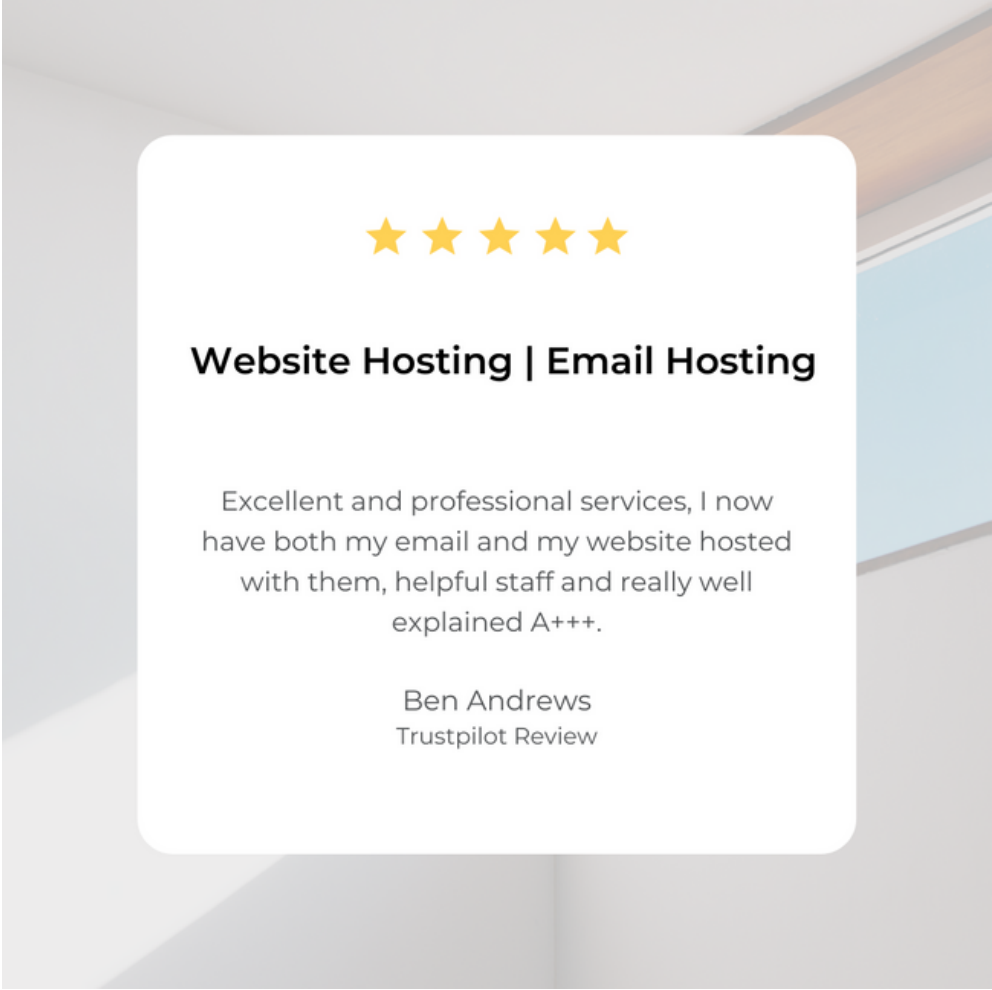 Website Hosting | Email Hosting
Excellent and professional services, I now
have both my email and my website hosted
with them, helpful staff and really well
explained A+++.
Ben Andrews
Trustpilot Review